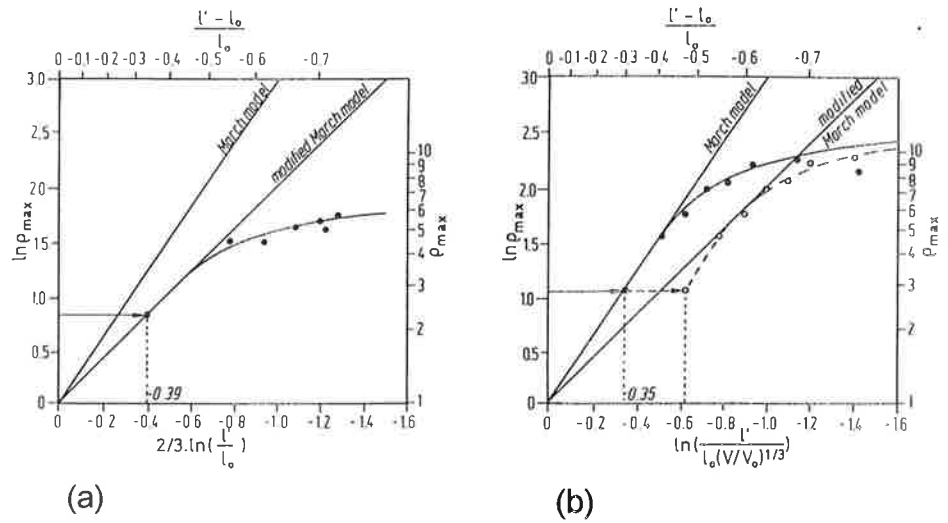 l' - l₀
l₀
0 -0.1 -0.2 -0.3 -0.4 -0.5 -0.6 -0.7
3.0
2.5
2.0
1.5
1.0
0.5
0
ln ρmax
March model
modified March model
10
9
8
7
6
5
4
3
2
1
ρmax
-0.39
0 -0.2 -0.4 -0.6 -0.8 -1.0 -1.2 -1.4 -1.6
2/3.ln(l'/l₀)
(a)
l' - l₀
l₀
0 -0.1 -0.2 -0.3 -0.4 -0.5 -0.6 -0.7
3.0
2.5
2.0
1.5
1.0
0.5
0
ln ρmax
March model
modified
March model
10
9
8
7
6
5
4
3
2
1
ρmax
0.35
0 -0.2 -0.4 -0.6 -0.8 -1.0 -1.2 -1.4 -1.6
ln(l'/l₀(V/V₀)^1/3)
(b)